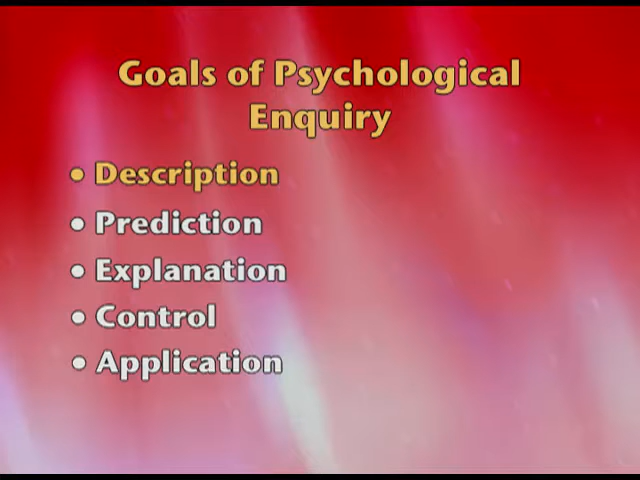 Goals of Psychological
Enquiry
• Description
• Prediction
• Explanation
• Control
• Application